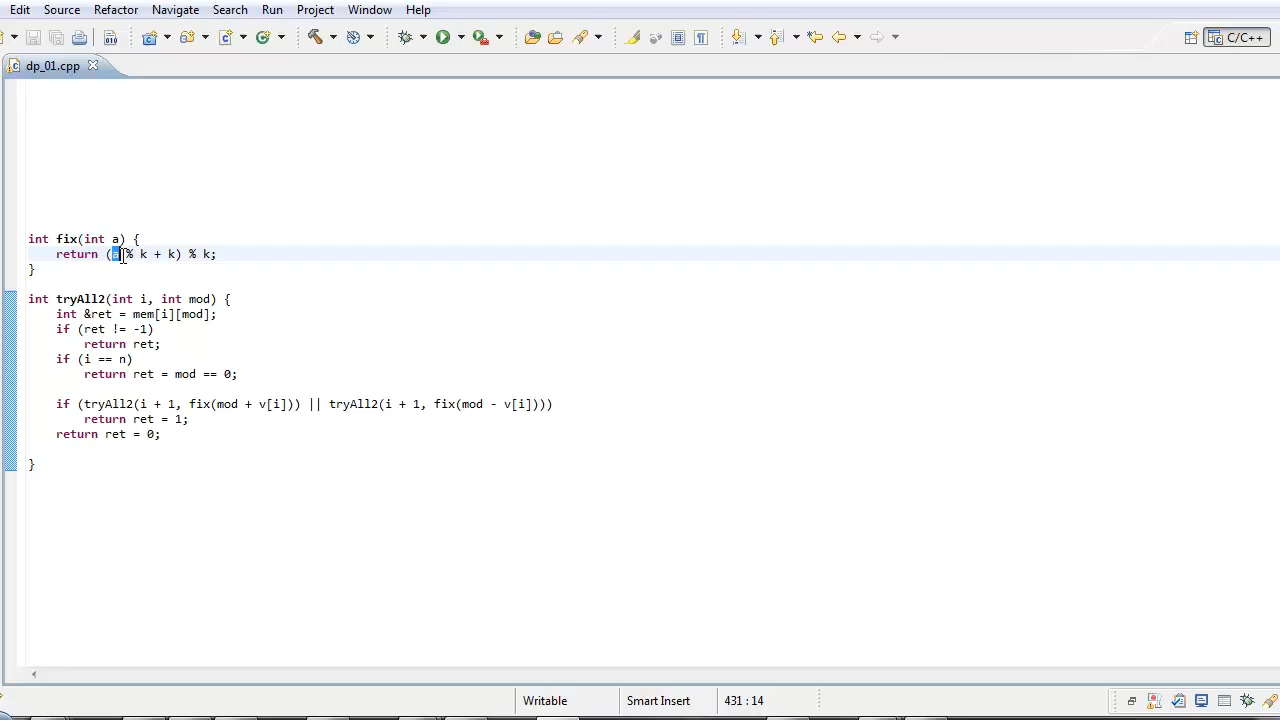 Edit Source Refactor Navigate Search Run Project Window Help
C/C++
dp_01.cpp
int fix(int a) {
return (a % k + k) % k;
}
int tryAll2(int i, int mod) {
int &ret = mem[i][mod];
if (ret != -1)
return ret;
if (i == n)
return ret = mod == 0;
if (tryAll2(i + 1, fix(mod + v[i])) || tryAll2(i + 1, fix(mod - v[i])))
return ret = 1;
return ret = 0;
}
Writable Smart Insert 431 : 14